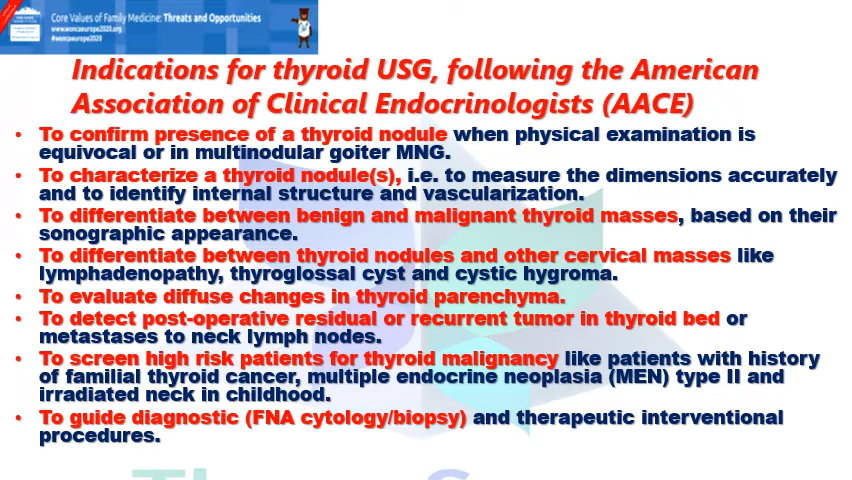 Core Values of Family Medicine: Threats and Opportunities
www.woncaeurope2020.org
#woncaeurope2020
Indications for thyroid USG, following the American
Association of Clinical Endocrinologists (AACE)
• To confirm presence of a thyroid nodule when physical examination is
equivocal or in multinodular goiter MNG.
• To characterize a thyroid nodule(s), i.e. to measure the dimensions accurately
and to identify internal structure and vascularization.
• To differentiate between benign and malignant thyroid masses, based on their
sonographic appearance.
• To differentiate between thyroid nodules and other cervical masses like
lymphadenopathy, thyroglossal cyst and cystic hygroma.
• To evaluate diffuse changes in thyroid parenchyma.
• To detect post-operative residual or recurrent tumor in thyroid bed or
metastases to neck lymph nodes.
• To screen high risk patients for thyroid malignancy like patients with history
of familial thyroid cancer, multiple endocrine neoplasia (MEN) type II and
irradiated neck in childhood.
• To guide diagnostic (FNA cytology/biopsy) and therapeutic interventional
procedures.